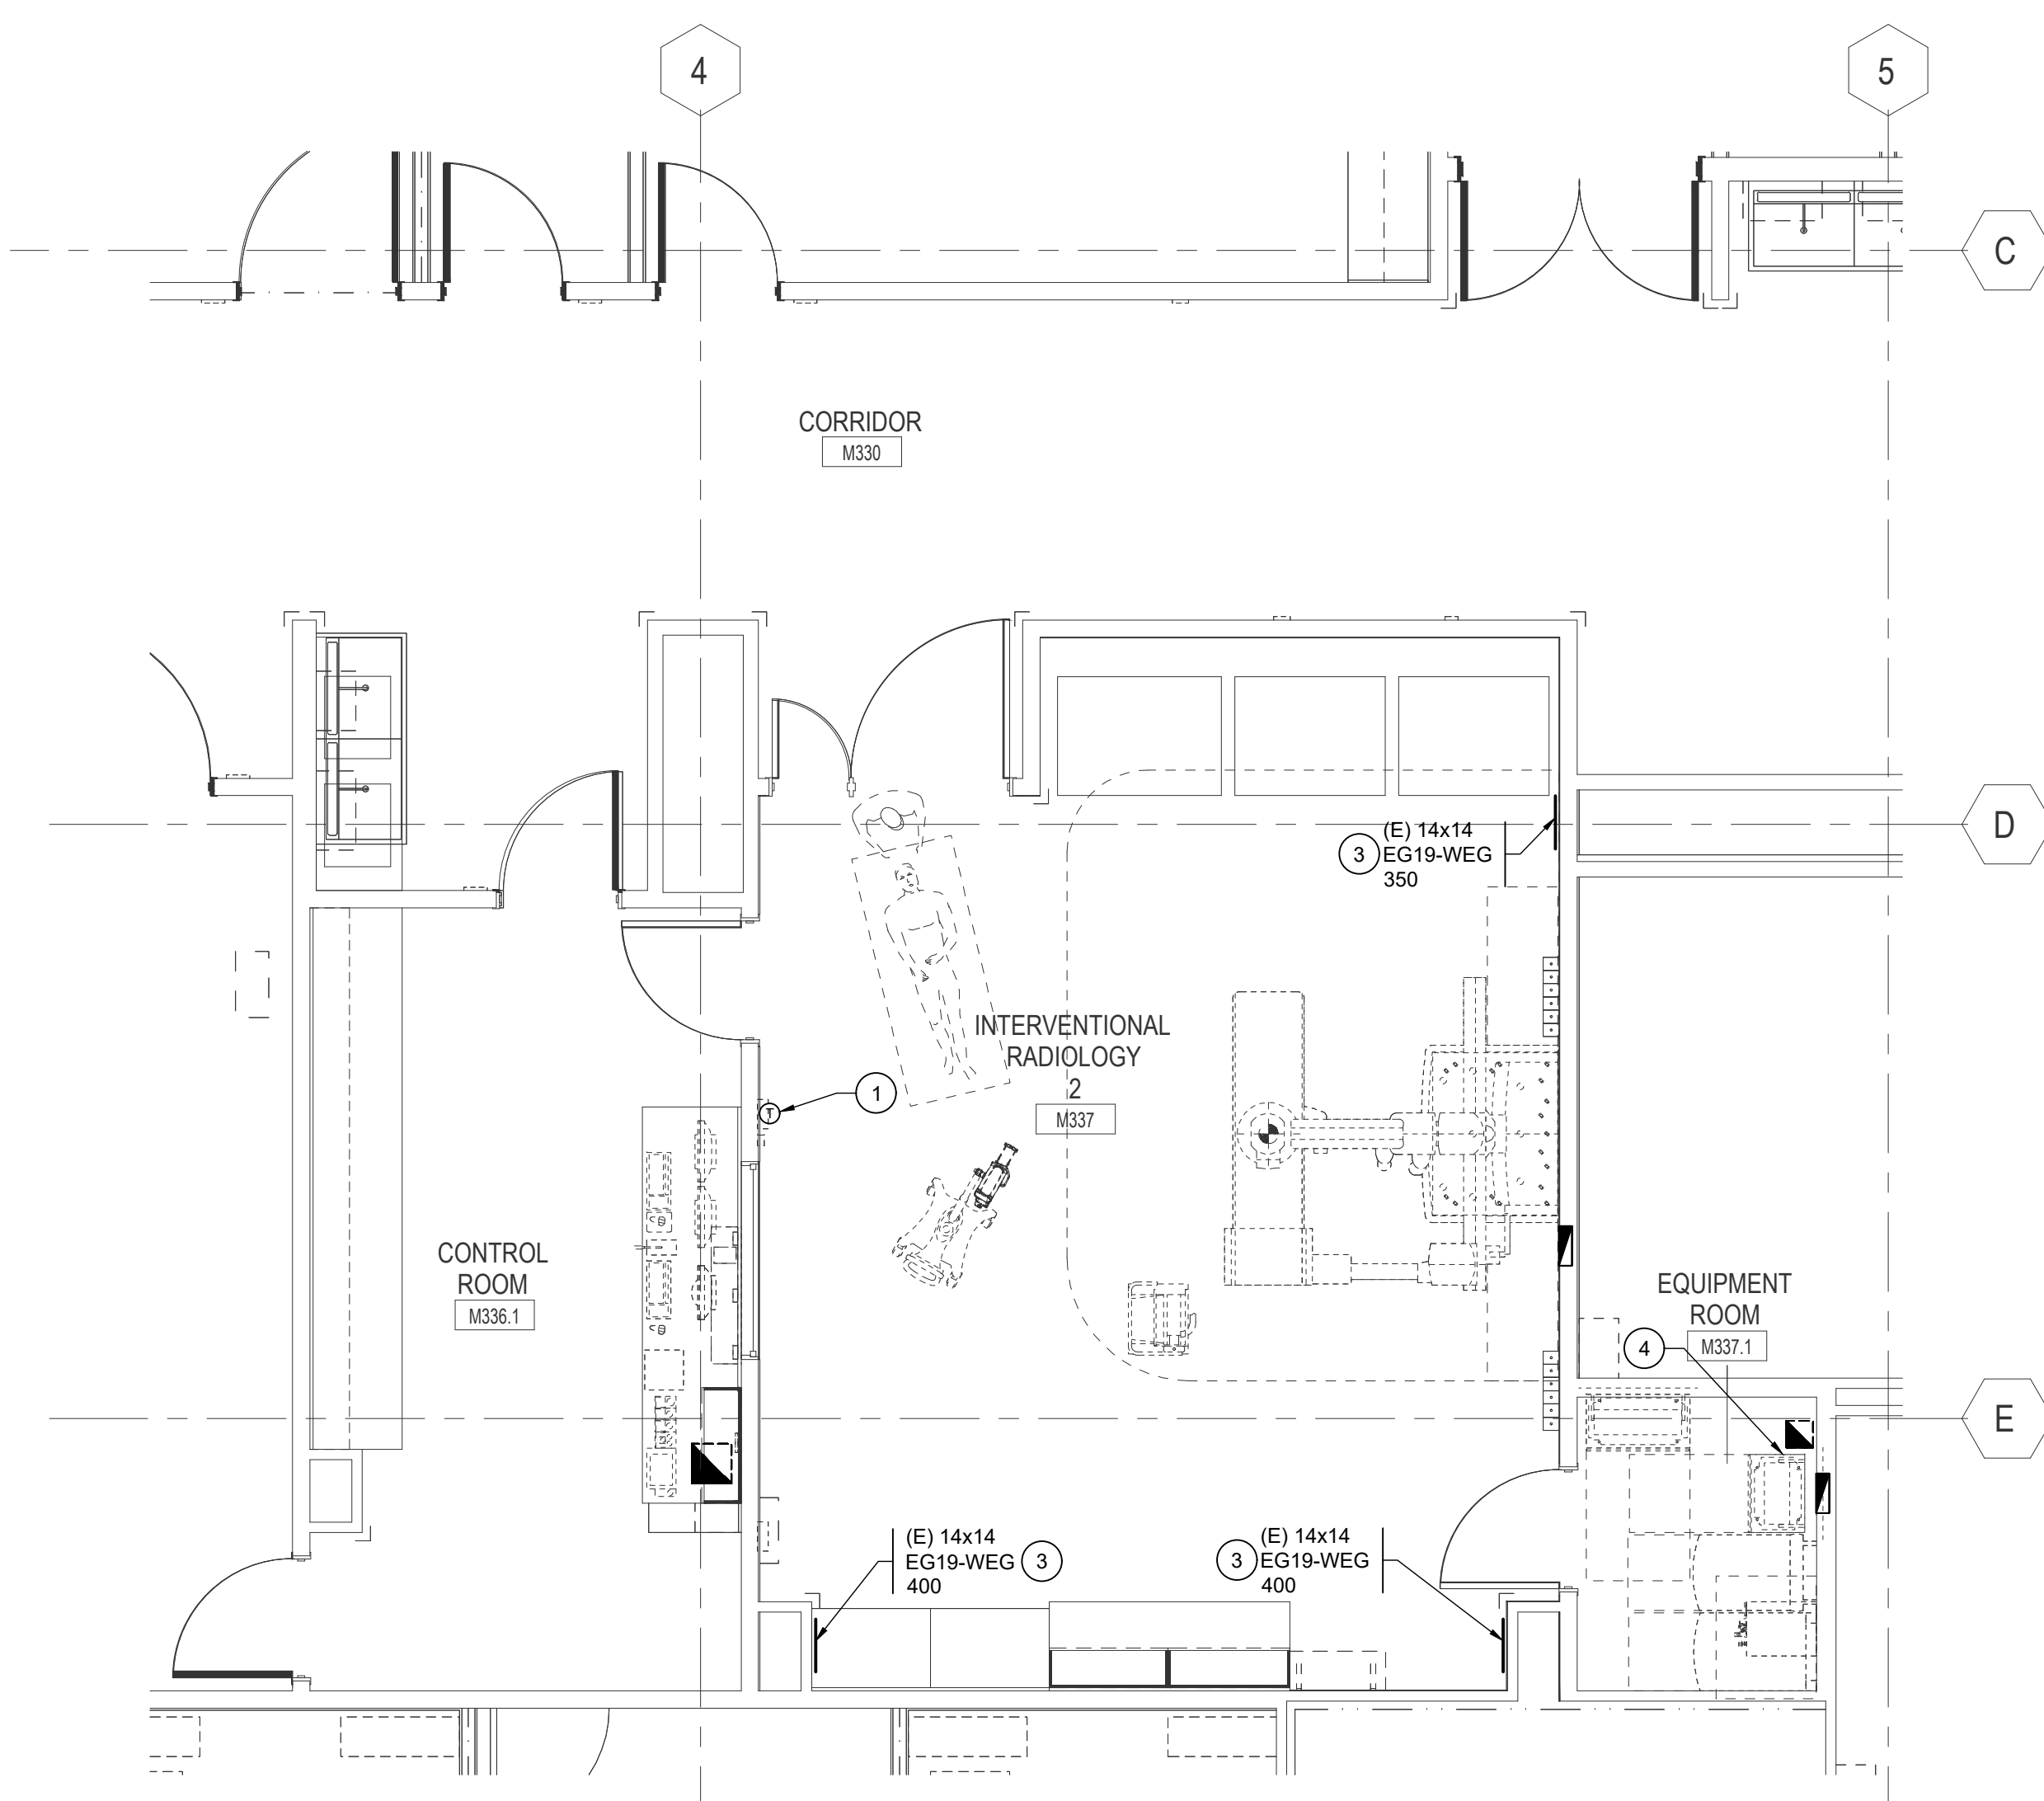 4
5
C
CORRIDOR
M330
D
(E) 14x14
3 EG19-WEG
350
INTERVENTIONAL
RADIOLOGY
2
M337
1
T
CONTROL
ROOM
M336.1
EQUIPMENT
ROOM
M337.1
4
E
(E) 14x14
EG19-WEG 3
400
(E) 14x14
3 EG19-WEG
400